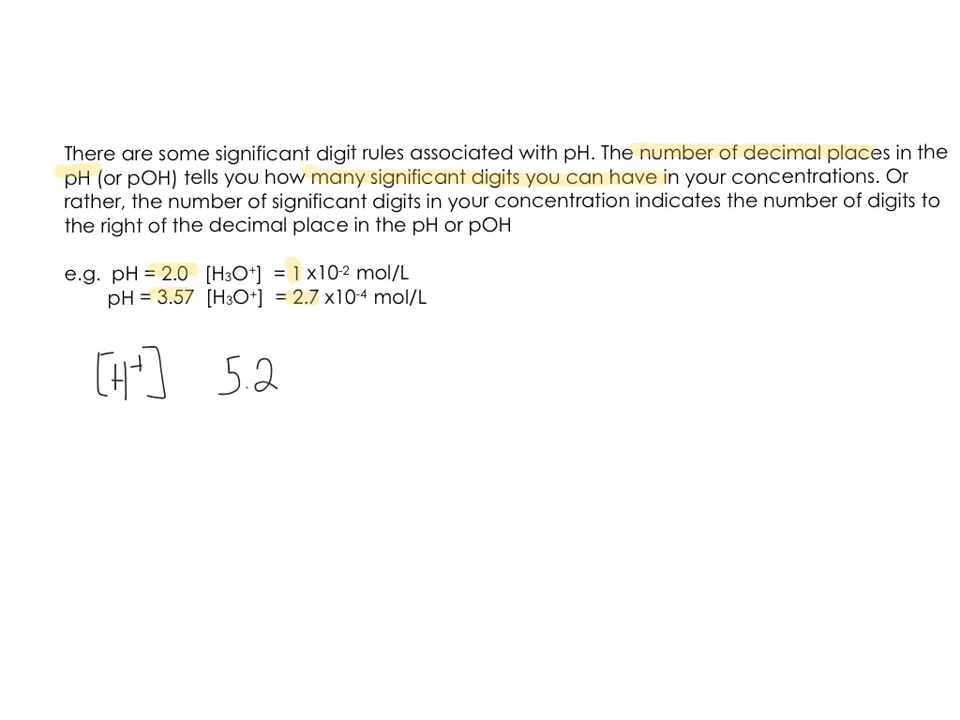 There are some significant digit rules associated with pH. The number of decimal places in the
pH (or pOH) tells you how many significant digits you can have in your concentrations. Or
rather, the number of significant digits in your concentration indicates the number of digits to
the right of the decimal place in the pH or pOH
e.g. pH = 2.0 [H₃O⁺] = 1 x10⁻² mol/L
pH = 3.57 [H₃O⁺] = 2.7 x10⁻⁴ mol/L
[H⁺] 5.2